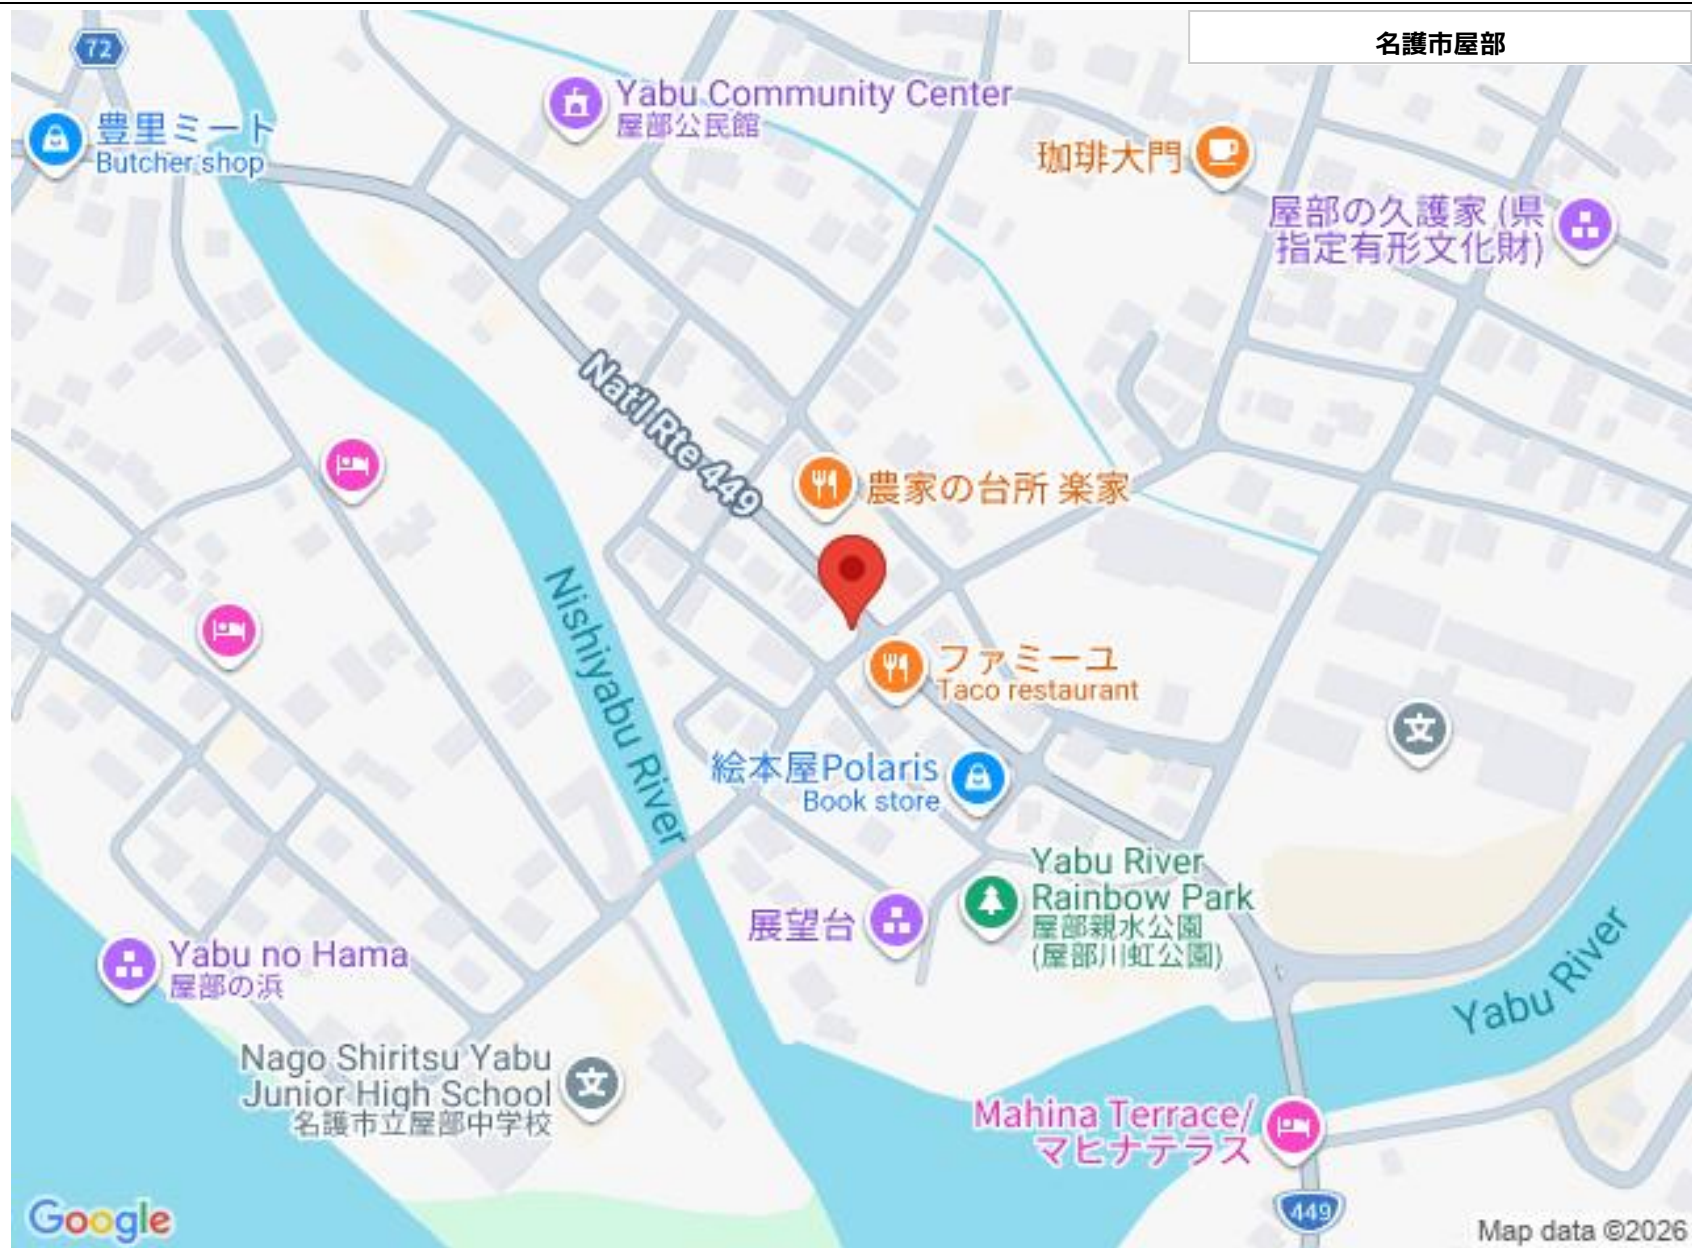 名護市屋部
72
Yabu Community Center
屋部公民館
豊里ミート
Butcher shop
珈琲大門
屋部の久護家 (県
指定有形文化財)
Nat'l Rte 449
農家の台所 楽家
Nishiyabu River
ファミーユ
Taco restaurant
文
絵本屋Polaris
Book store
Yabu River
Rainbow Park
屋部親水公園
(屋部川虹公園)
展望台
Yabu no Hama
屋部の浜
Yabu River
Nago Shiritsu Yabu
Junior High School
名護市立屋部中学校
文
Mahina Terrace/
マヒナテラス
449
Google
Map data ©2026